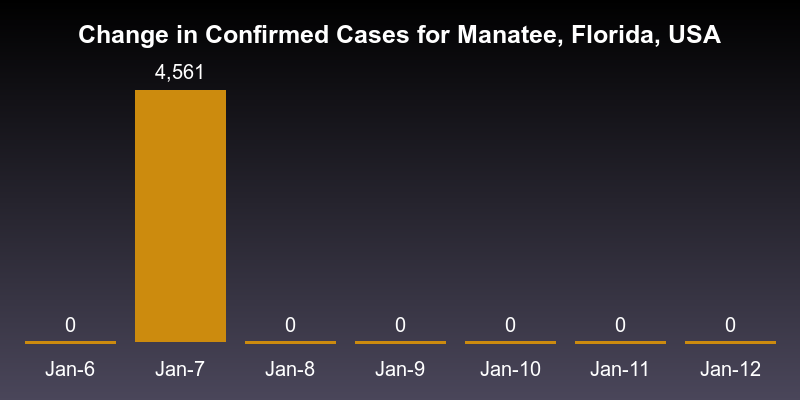 Change in Confirmed Cases for Manatee, Florida, USA
4,561
0 0 0 0 0 0
Jan-6 Jan-7 Jan-8 Jan-9 Jan-10 Jan-11 Jan-12